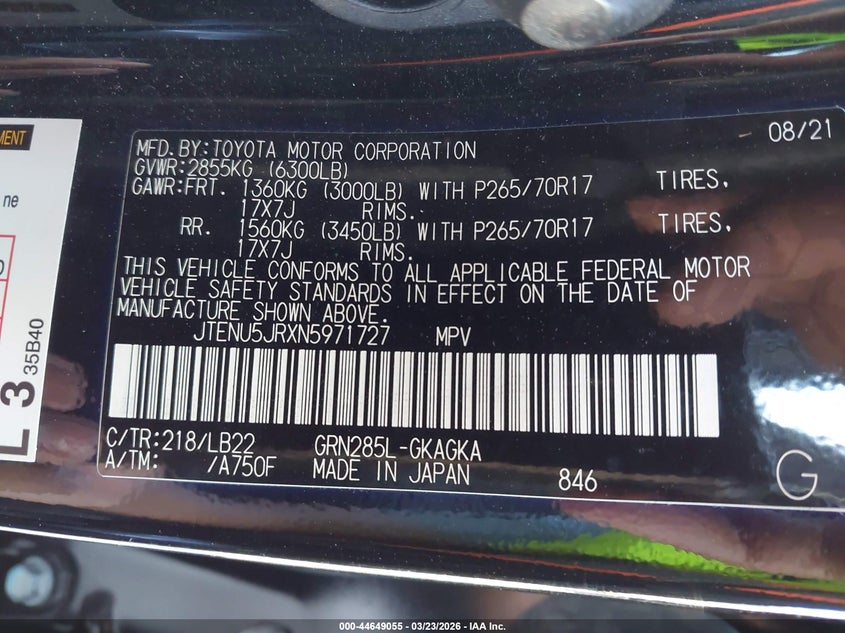 MENT
ne
L 3
35B40
08/21
MFD.BY:TOYOTA MOTOR CORPORATION
GVWR:2855KG (6300LB)
GAWR:FRT. 1360KG (3000LB) WITH P265/70R17 TIRES,
17X7J RIMS.
RR. 1560KG (3450LB) WITH P265/70R17 TIRES,
17X7J RIMS.
THIS VEHICLE CONFORMS TO ALL APPLICABLE FEDERAL MOTOR
VEHICLE SAFETY STANDARDS IN EFFECT ON THE DATE OF
MANUFACTURE SHOWN ABOVE.
JTENU5JRXN5971727 MPV
C/TR:218/LB22 GRN285L-GKAGKA
A/TM: /A750F MADE IN JAPAN 846
G
000-44649055 — 03/23/2026 — IAA Inc.